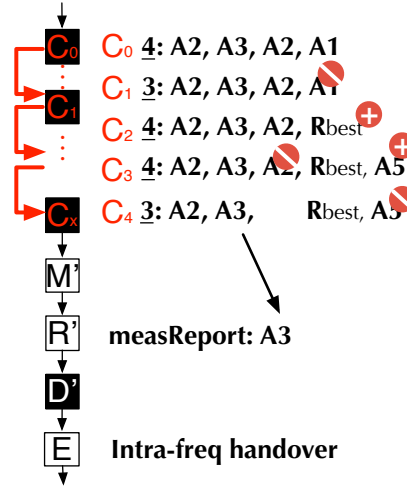 C₀ C₀ 4: A2, A3, A2, A1
C₁ 3: A2, A3, A2, A1
C₁
C₂ 4: A2, A3, A2, Rbest
C₃ 4: A2, A3, A2, Rbest, A5
Cₓ C₄ 3: A2, A3, Rbest, A5
M'
R' measReport: A3
D'
E Intra-freq handover